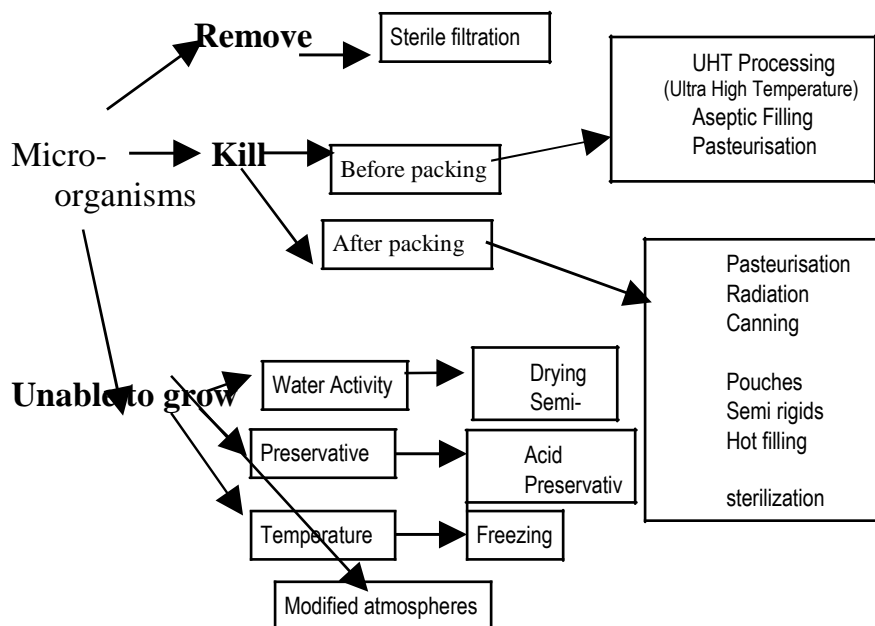 Remove
Sterile filtration
UHT Processing
(Ultra High Temperature)
Aseptic Filling
Pasteurisation
Micro-
organisms
Kill
Before packing
After packing
Pasteurisation
Radiation
Canning
Pouches
Semi rigids
Hot filling
sterilization
Unable to grow
Water Activity
Drying
Semi-
Preservative
Acid
Preservativ
Temperature
Freezing
Modified atmospheres